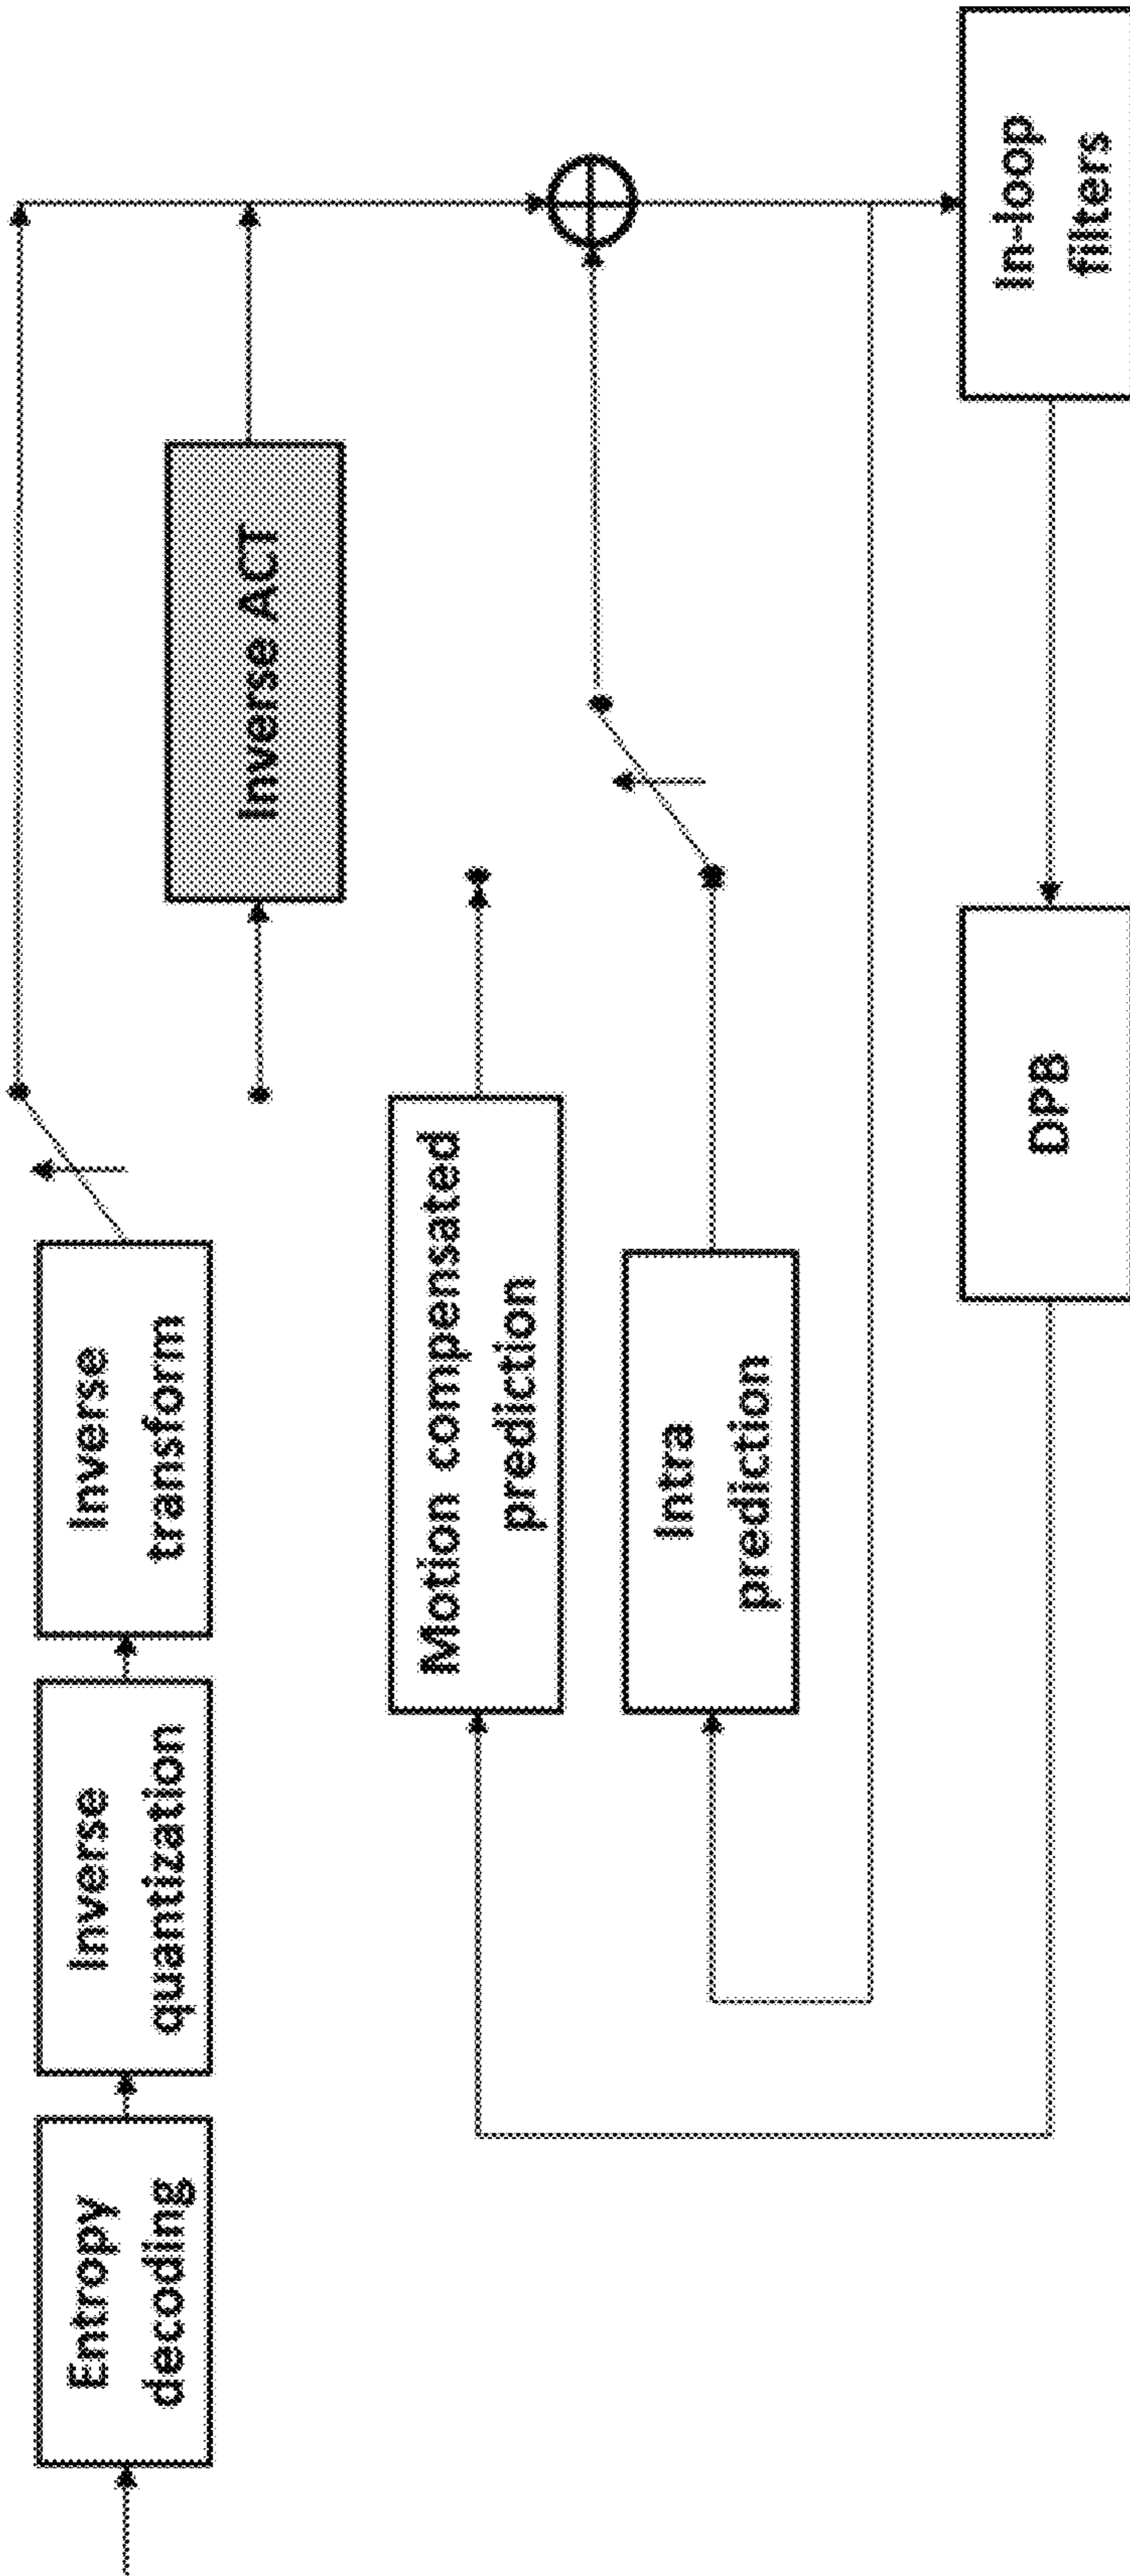 Entropy
decoding
Inverse
quantization
Inverse
transform
Inverse ACT
Motion compensated
prediction
Intra
prediction
DPB
In-loop
filters